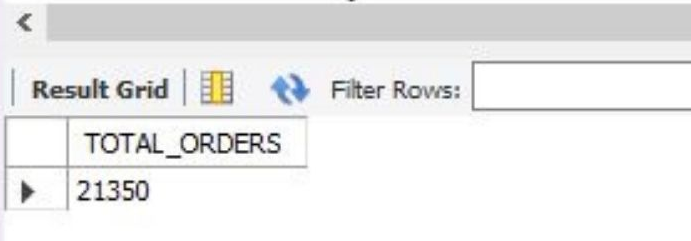 Result Grid Filter Rows:
TOTAL_ORDERS
21350